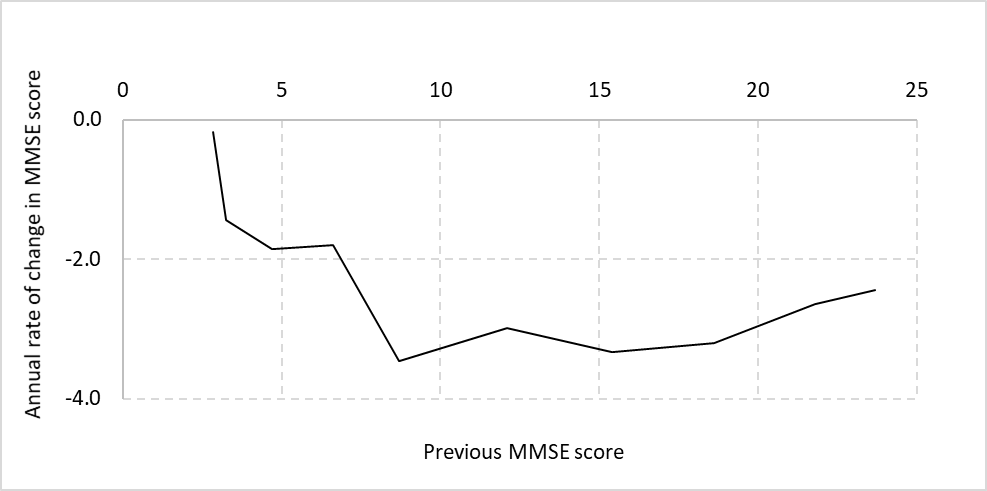 0 5 10 15 20 25
0.0
-2.0
-4.0
Annual rate of change in MMSE score
Previous MMSE score